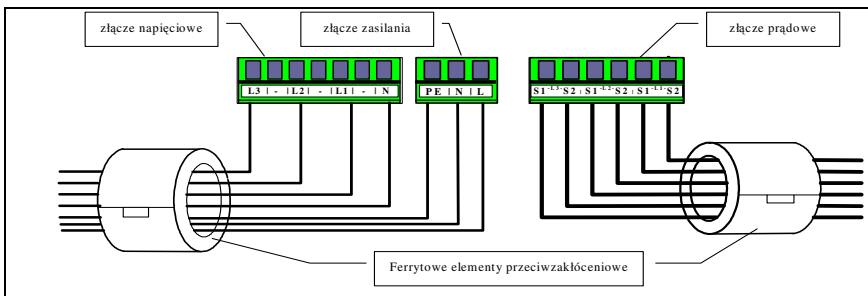 złącze napięciowe
złącze zasilania
złącze prądowe
L3 | - | L2 | - | L1 | - | N
PE | N | L
S1 -L3- S2 | S1 -L2- S2 | S1 -L1- S2
Ferrytowe elementy przeciwzakłóceniowe